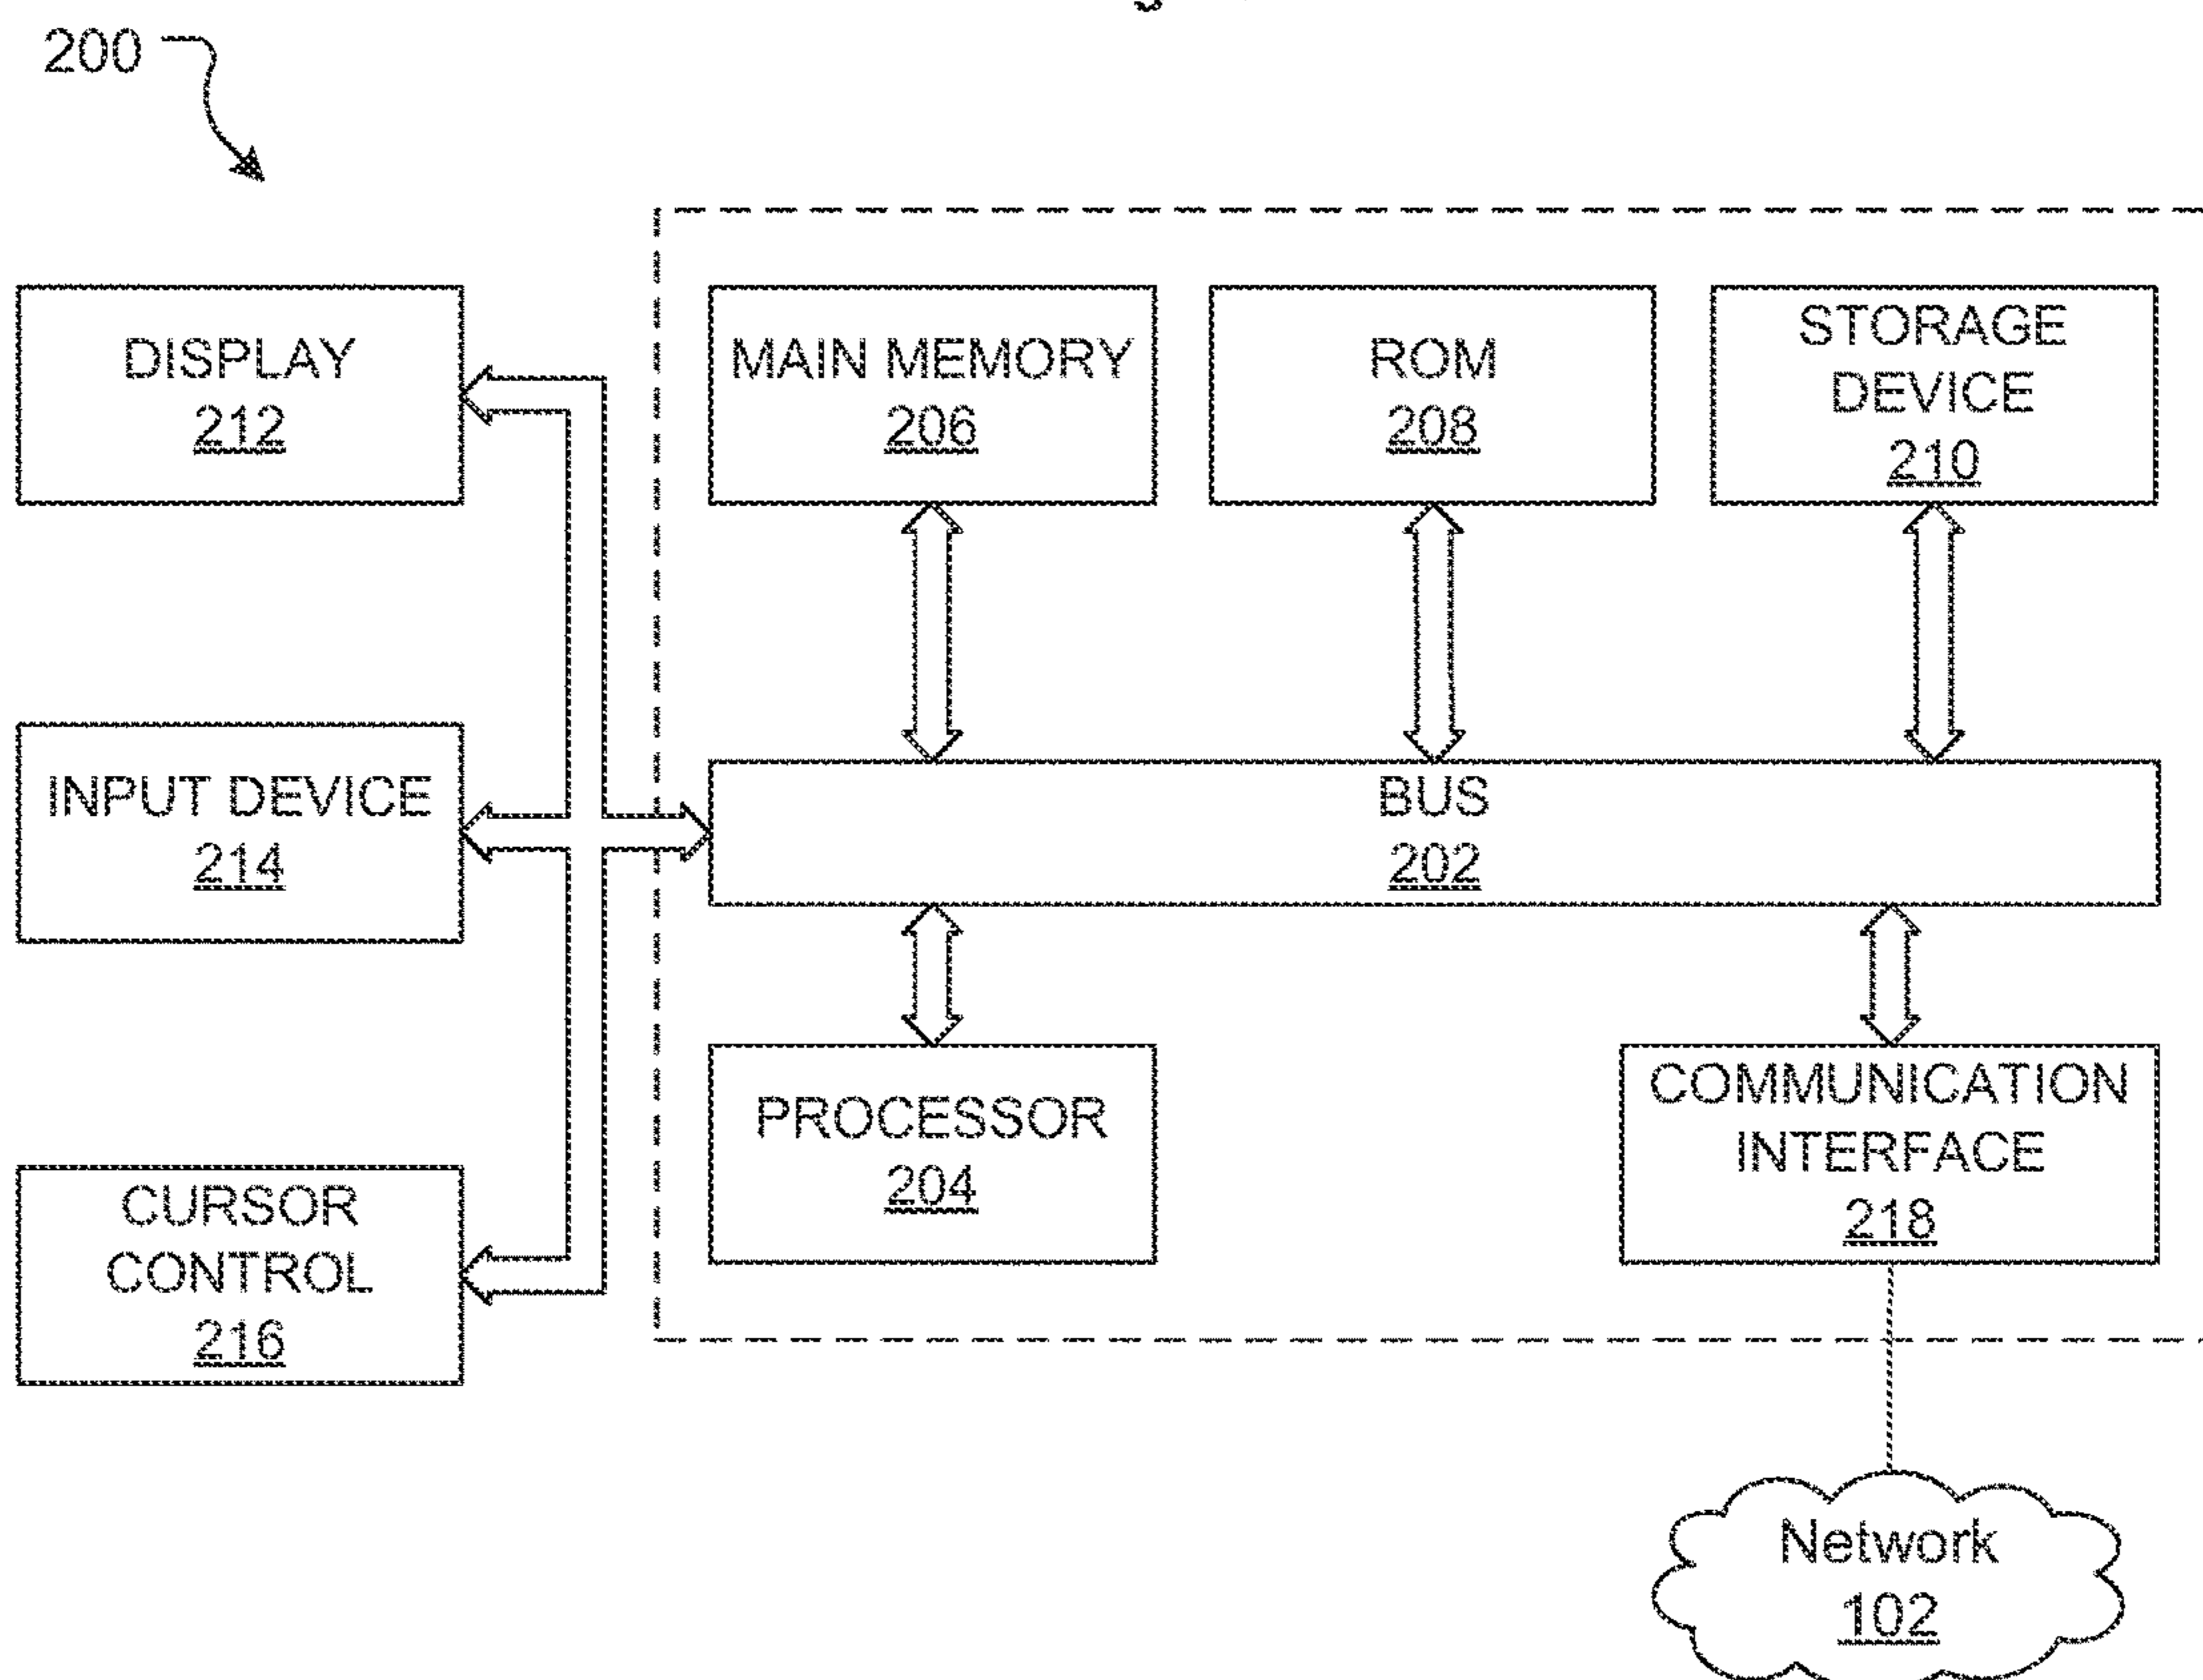 200
DISPLAY
212
MAIN MEMORY
206
ROM
208
STORAGE
DEVICE
210
INPUT DEVICE
214
BUS
202
CURSOR
CONTROL
216
PROCESSOR
204
COMMUNICATION
INTERFACE
218
Network
102